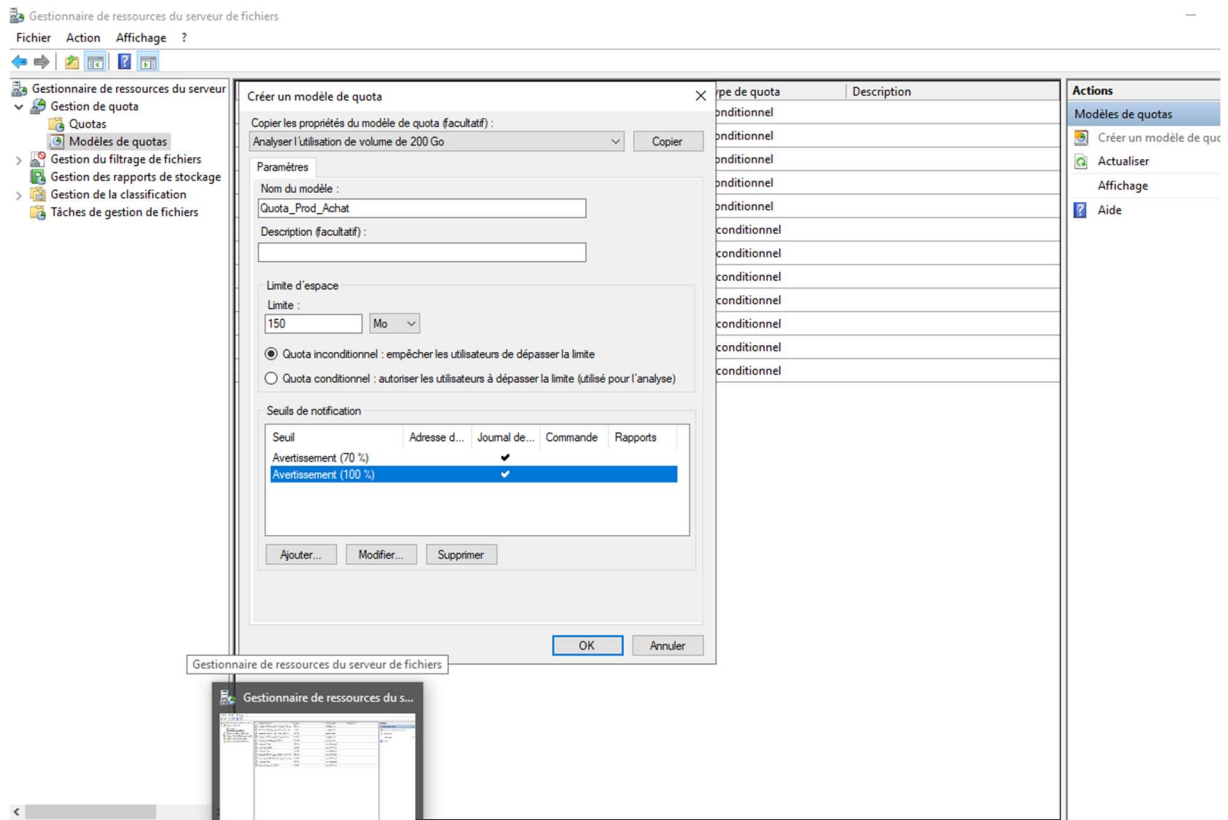 Gestionnaire de ressources du serveur de fichiers
Fichier Action Affichage ?
Gestionnaire de ressources du serveur
Gestion de quota
Quotas
Modèles de quotas
Gestion du filtrage de fichiers
Gestion des rapports de stockage
Gestion de la classification
Tâches de gestion de fichiers
Créer un modèle de quota
Copier les propriétés du modèle de quota (facultatif) :
Analyser l'utilisation de volume de 200 Go
Copier
Paramètres
Nom du modèle :
Quota_Prod_Achat
Description (facultatif) :
Limite d'espace
Limite :
150 Mo
Quota inconditionnel : empêcher les utilisateurs de dépasser la limite
Quota conditionnel : autoriser les utilisateurs à dépasser la limite (utilisé pour l'analyse)
Seuils de notification
Seuil Adresse d... Journal de... Commande Rapports
Avertissement (70 %)
Avertissement (100 %)
Ajouter... Modifier... Supprimer
OK Annuler
ype de quota Description
onditionnel
onditionnel
onditionnel
onditionnel
onditionnel
conditionnel
conditionnel
conditionnel
conditionnel
conditionnel
conditionnel
conditionnel
Actions
Modèles de quotas
Créer un modèle de quo
Actualiser
Affichage
Aide
Gestionnaire de ressources du serveur de fichiers
Gestionnaire de ressources du s...